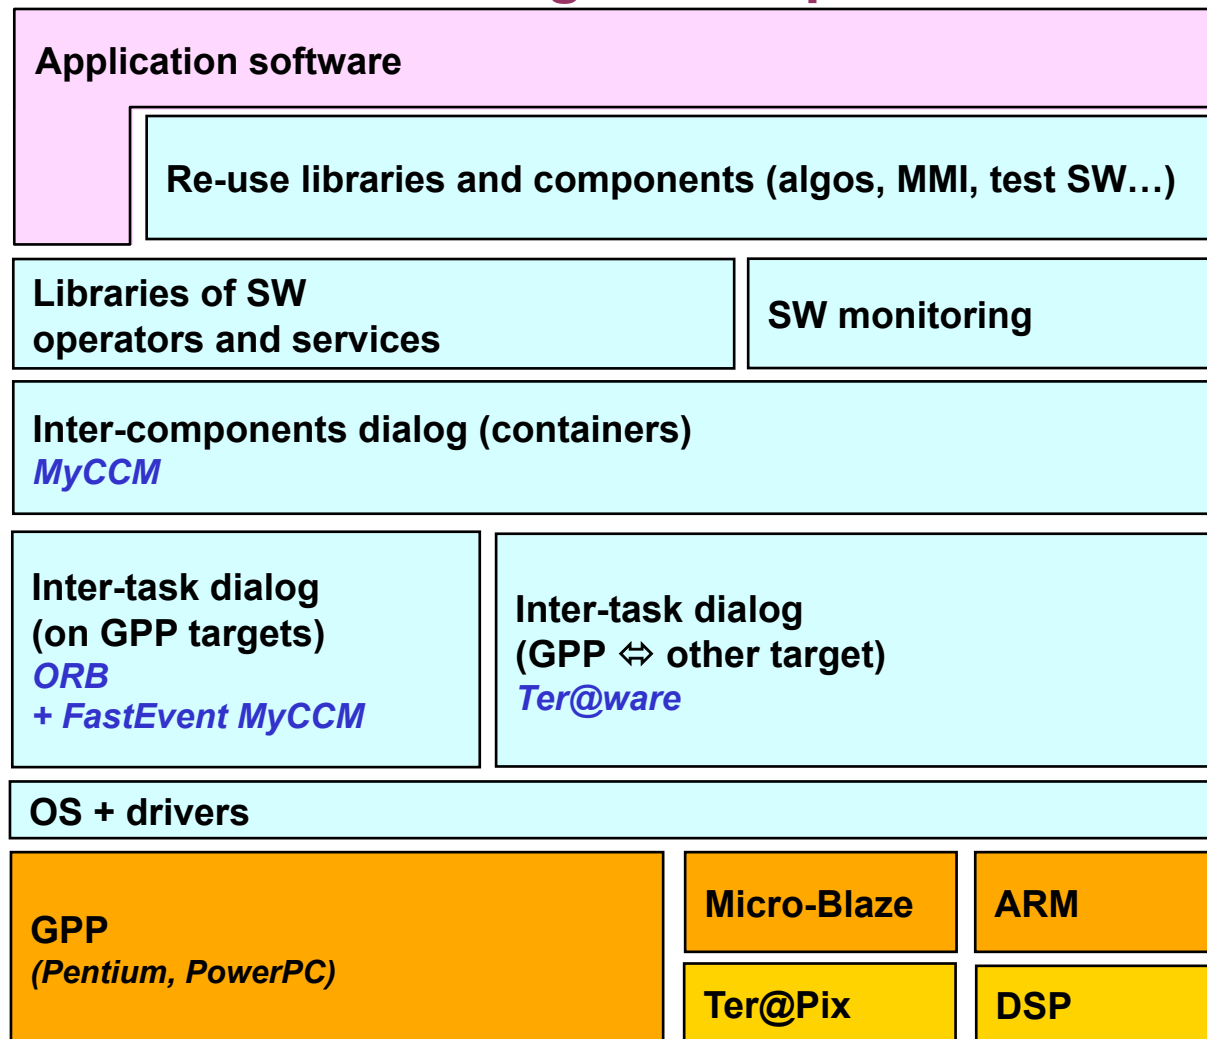 Application software
Re-use libraries and components (algos, MMI, test SW…)
Libraries of SW
operators and services
SW monitoring
Inter-components dialog (containers)
MyCCM
Inter-task dialog
(on GPP targets)
ORB
+ FastEvent MyCCM
Inter-task dialog
(GPP ⇔ other target)
Ter@ware
OS + drivers
GPP
(Pentium, PowerPC)
Micro-Blaze
ARM
Ter@Pix
DSP